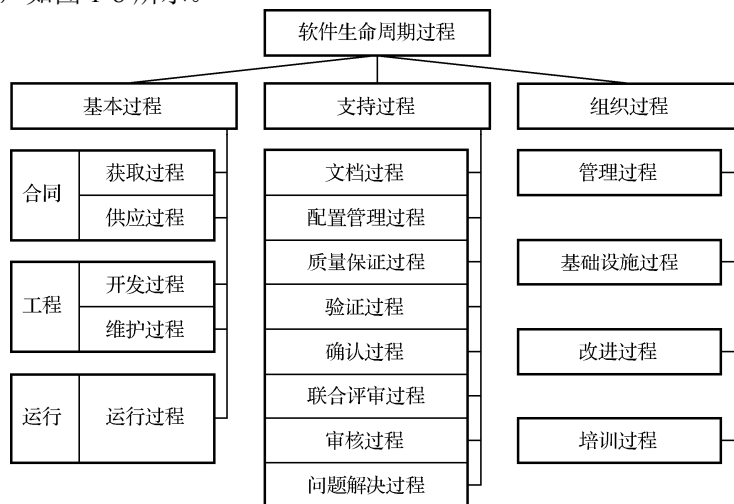 软件生命周期过程
基本过程
支持过程
组织过程
合同
获取过程
供应过程
工程
开发过程
维护过程
运行
运行过程
文档过程
配置管理过程
质量保证过程
验证过程
确认过程
联合评审过程
审核过程
问题解决过程
管理过程
基础设施过程
改进过程
培训过程